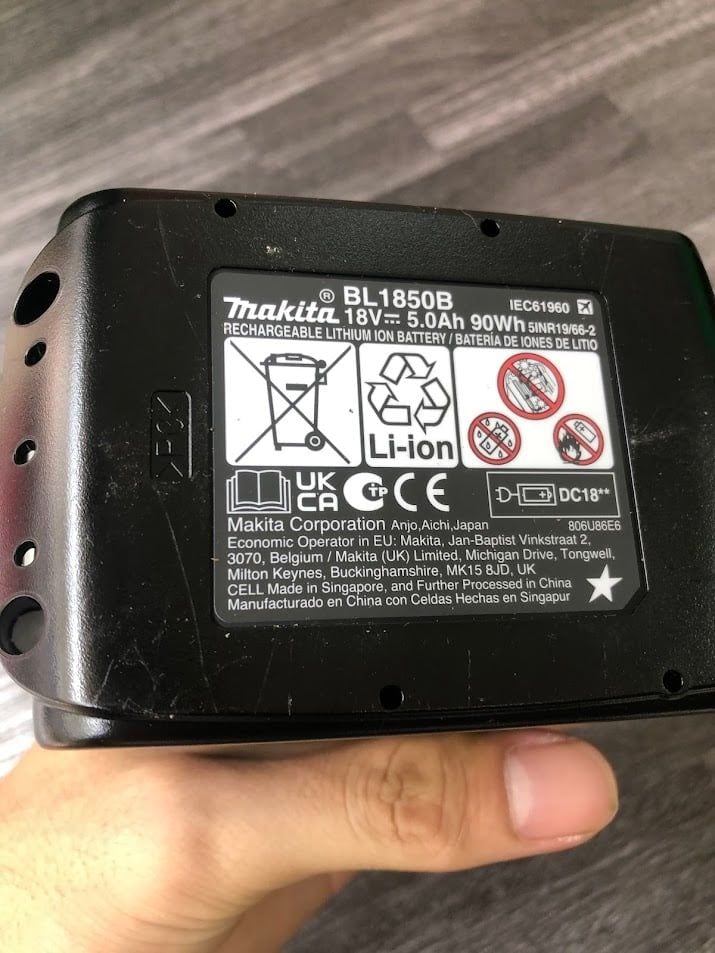 makita® BL1850B
18V⎓ 5.0Ah 90Wh
IEC61960
5INR19/66-2
RECHARGEABLE LITHIUM ION BATTERY / BATERÍA DE IONES DE LITIO
Li-ion
UK
CA
TP
CE
DC18**
Makita Corporation Anjo,Aichi,Japan
806U86E6
Economic Operator in EU: Makita, Jan-Baptist Vinkstraat 2,
3070, Belgium / Makita (UK) Limited, Michigan Drive, Tongwell,
Milton Keynes, Buckinghamshire, MK15 8JD, UK
CELL Made in Singapore, and Further Processed in China
Manufacturado en China con Celdas Hechas en Singapur